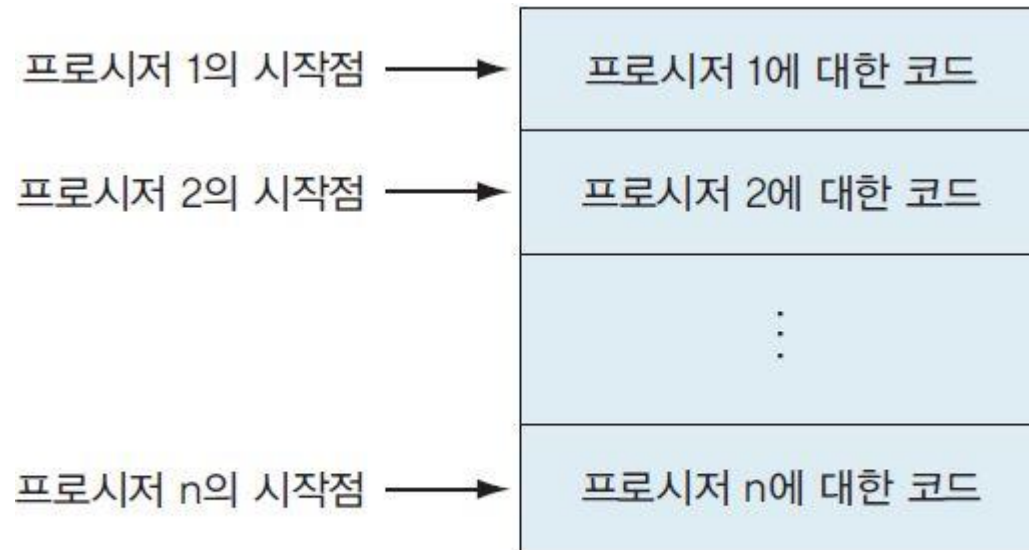 프로시저 1의 시작점
프로시저 1에 대한 코드
프로시저 2의 시작점
프로시저 2에 대한 코드
⋮
프로시저 n의 시작점
프로시저 n에 대한 코드